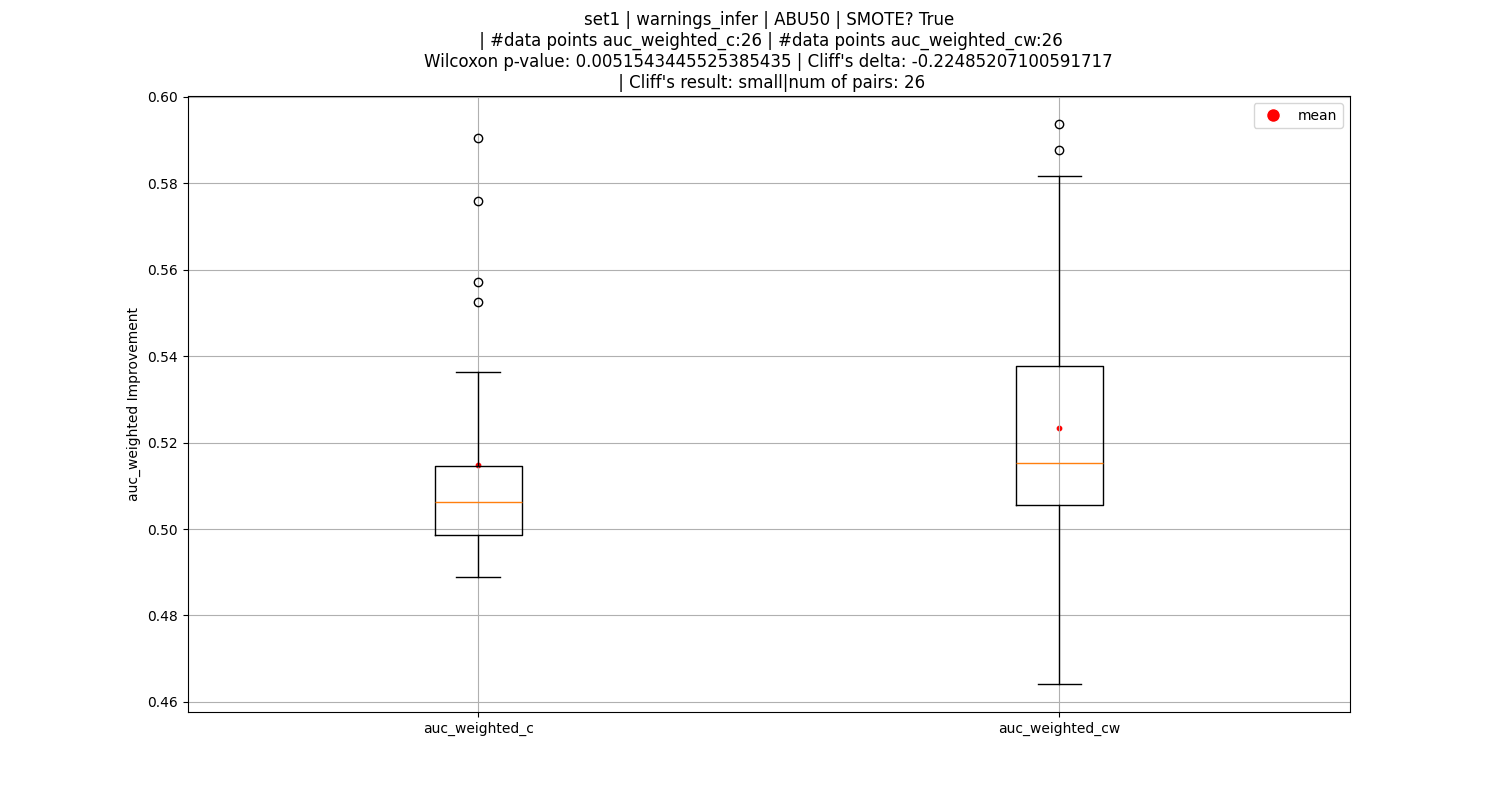 set1 | warnings_infer | ABU50 | SMOTE? True
| #data points auc_weighted_c:26 | #data points auc_weighted_cw:26
Wilcoxon p-value: 0.0051543445525385435 | Cliff's delta: -0.22485207100591717
| Cliff's result: small|num of pairs: 26
mean
auc_weighted Improvement
0.60
0.58
0.56
0.54
0.52
0.50
0.48
0.46
auc_weighted_c
auc_weighted_cw